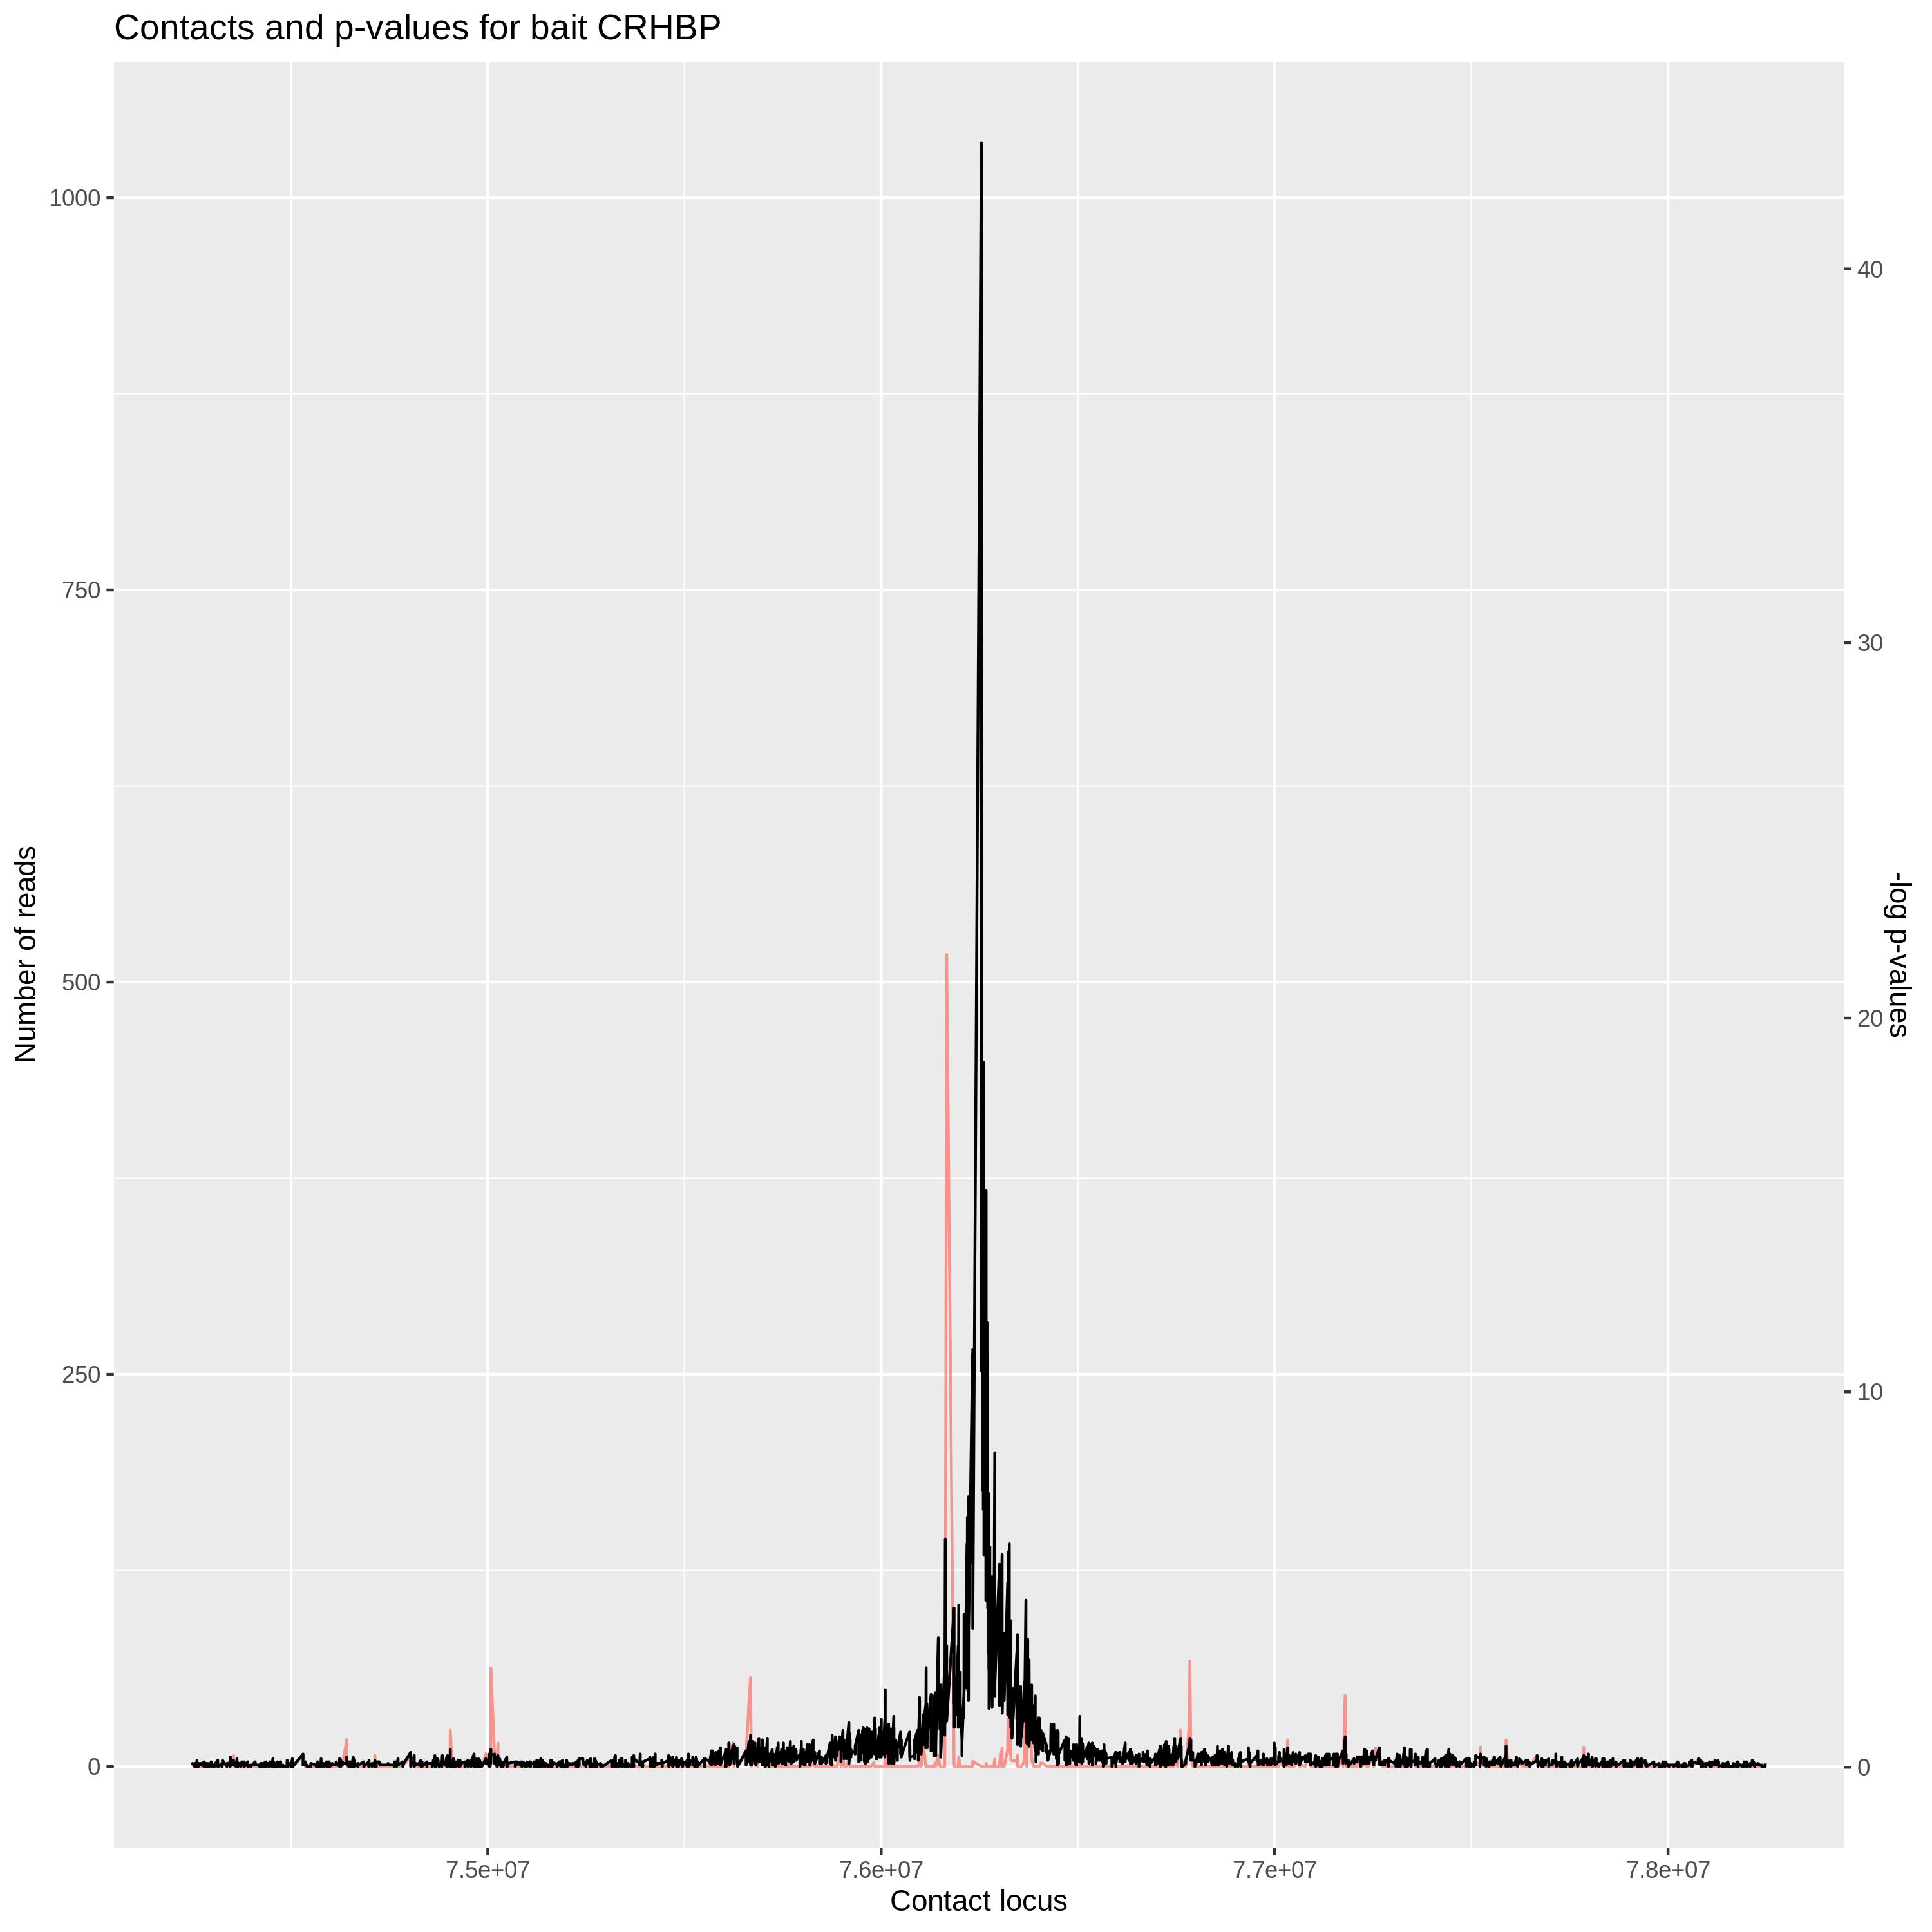 Contacts and p-values for bait CRHBP
1000
750
500
250
0
Number of reads
40
30
20
10
0
-log p-values
7.5e+07
7.6e+07
7.7e+07
7.8e+07
Contact locus